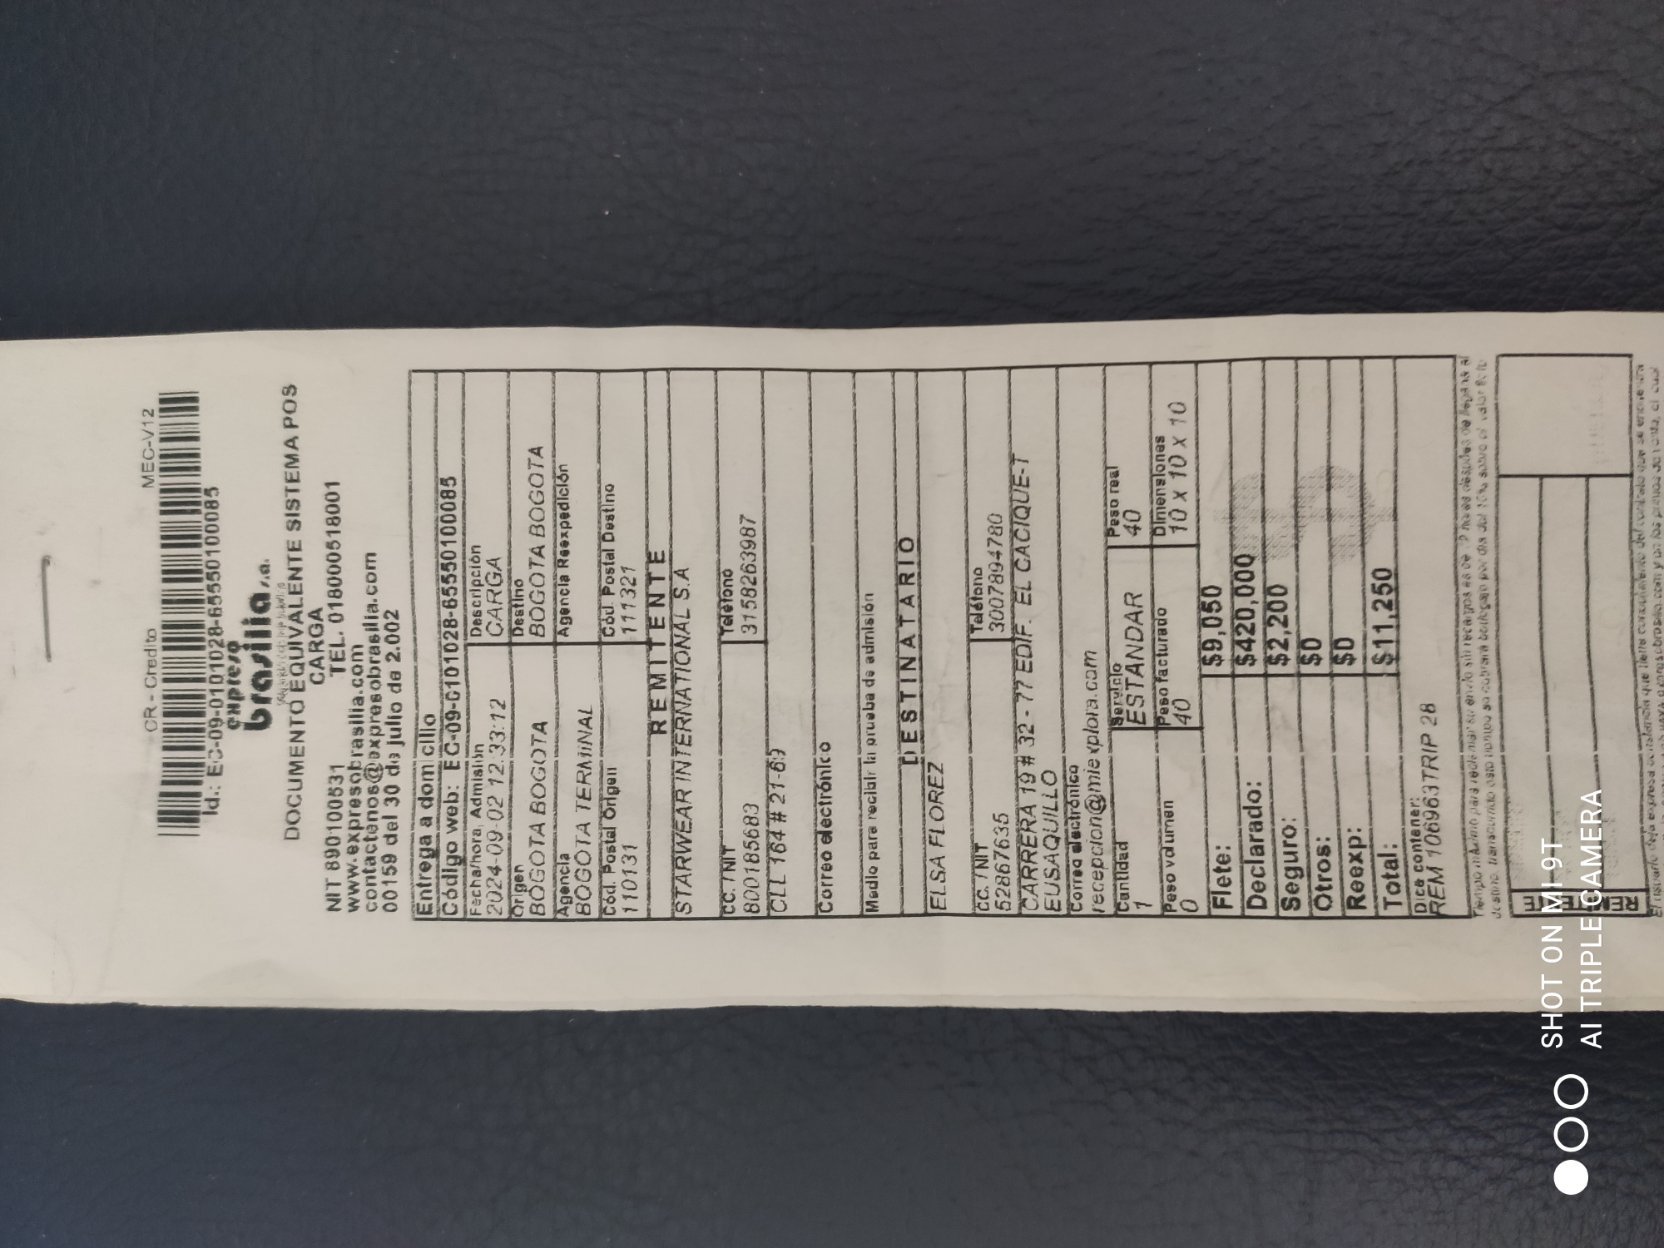 CR - Credito MEC-V12
Id.: EC-09-0101028-6555010 0085
expreso
brasilia s.a.
DOCUMENTO EQUIVALENTE SISTEMA POS
CARGA
NIT 890100531 TEL. 018000518001
www.expresobrasilia.com
contactenos@expresobrasilia.com
00159 del 30 de julio de 2.002
Entrega a domicilio
Código web: EC-09-0101028-65550100085
Fecha/hora. Admisión Descripción
2024-09-02 12:33:12 CARGA
Origen Destino
BOGOTA BOGOTA BOGOTA BOGOTA
Agencia Agencia Reexpedición
BOGOTA TERMINAL
Cód. Postal Origen Cód. Postal Destino
110131 111321
REMITENTE
STARWEAR INTERNATIONAL S.A
CC. / NIT Teléfono
800185683 3158263987
CLL 164 # 21-69
Correo electrónico
Medio para recibir la prueba de admisión
DESTINATARIO
ELSA FLOREZ
CC. / NIT Teléfono
52867635 3007894780
CARRERA 19 # 32 - 77 EDIF. EL CACIQUE-T
EUSAQUILLO
Correo electrónico
recepcion@miexplora.com
Cantidad Servicio Peso real
1 ESTANDAR 40
Peso volumen Peso facturado Dimensiones
0 40 10 x 10 x 10
Flete: $9,050
Declarado: $420,000
Seguro: $2,200
Otros: $0
Reexp: $0
Total: $11,250
Dice contener:
REM 106963TRIP 28
SHOT ON MI 9T
AI TRIPLE CAMERA